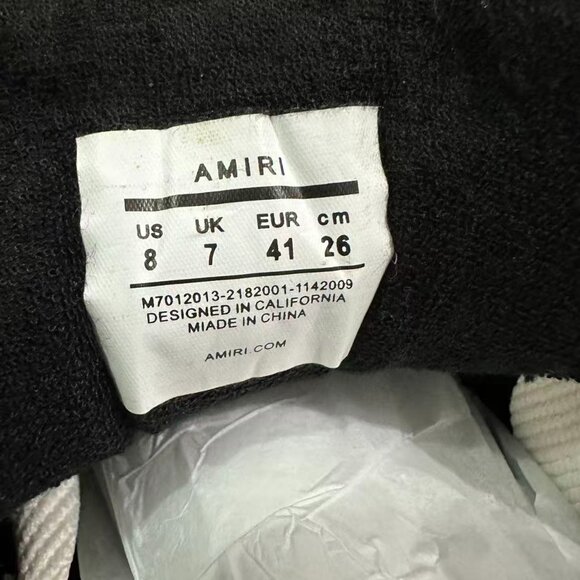 AMIRI
US UK EUR cm
8 7 41 26
M7012013-2182001-1142009
DESIGNED IN CALIFORNIA
MIADE IN CHINA
AMIRI.COM